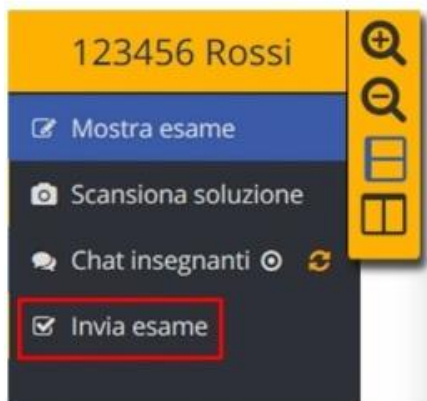 123456 Rossi
Mostra esame
Scansiona soluzione
Chat insegnanti
Invia esame